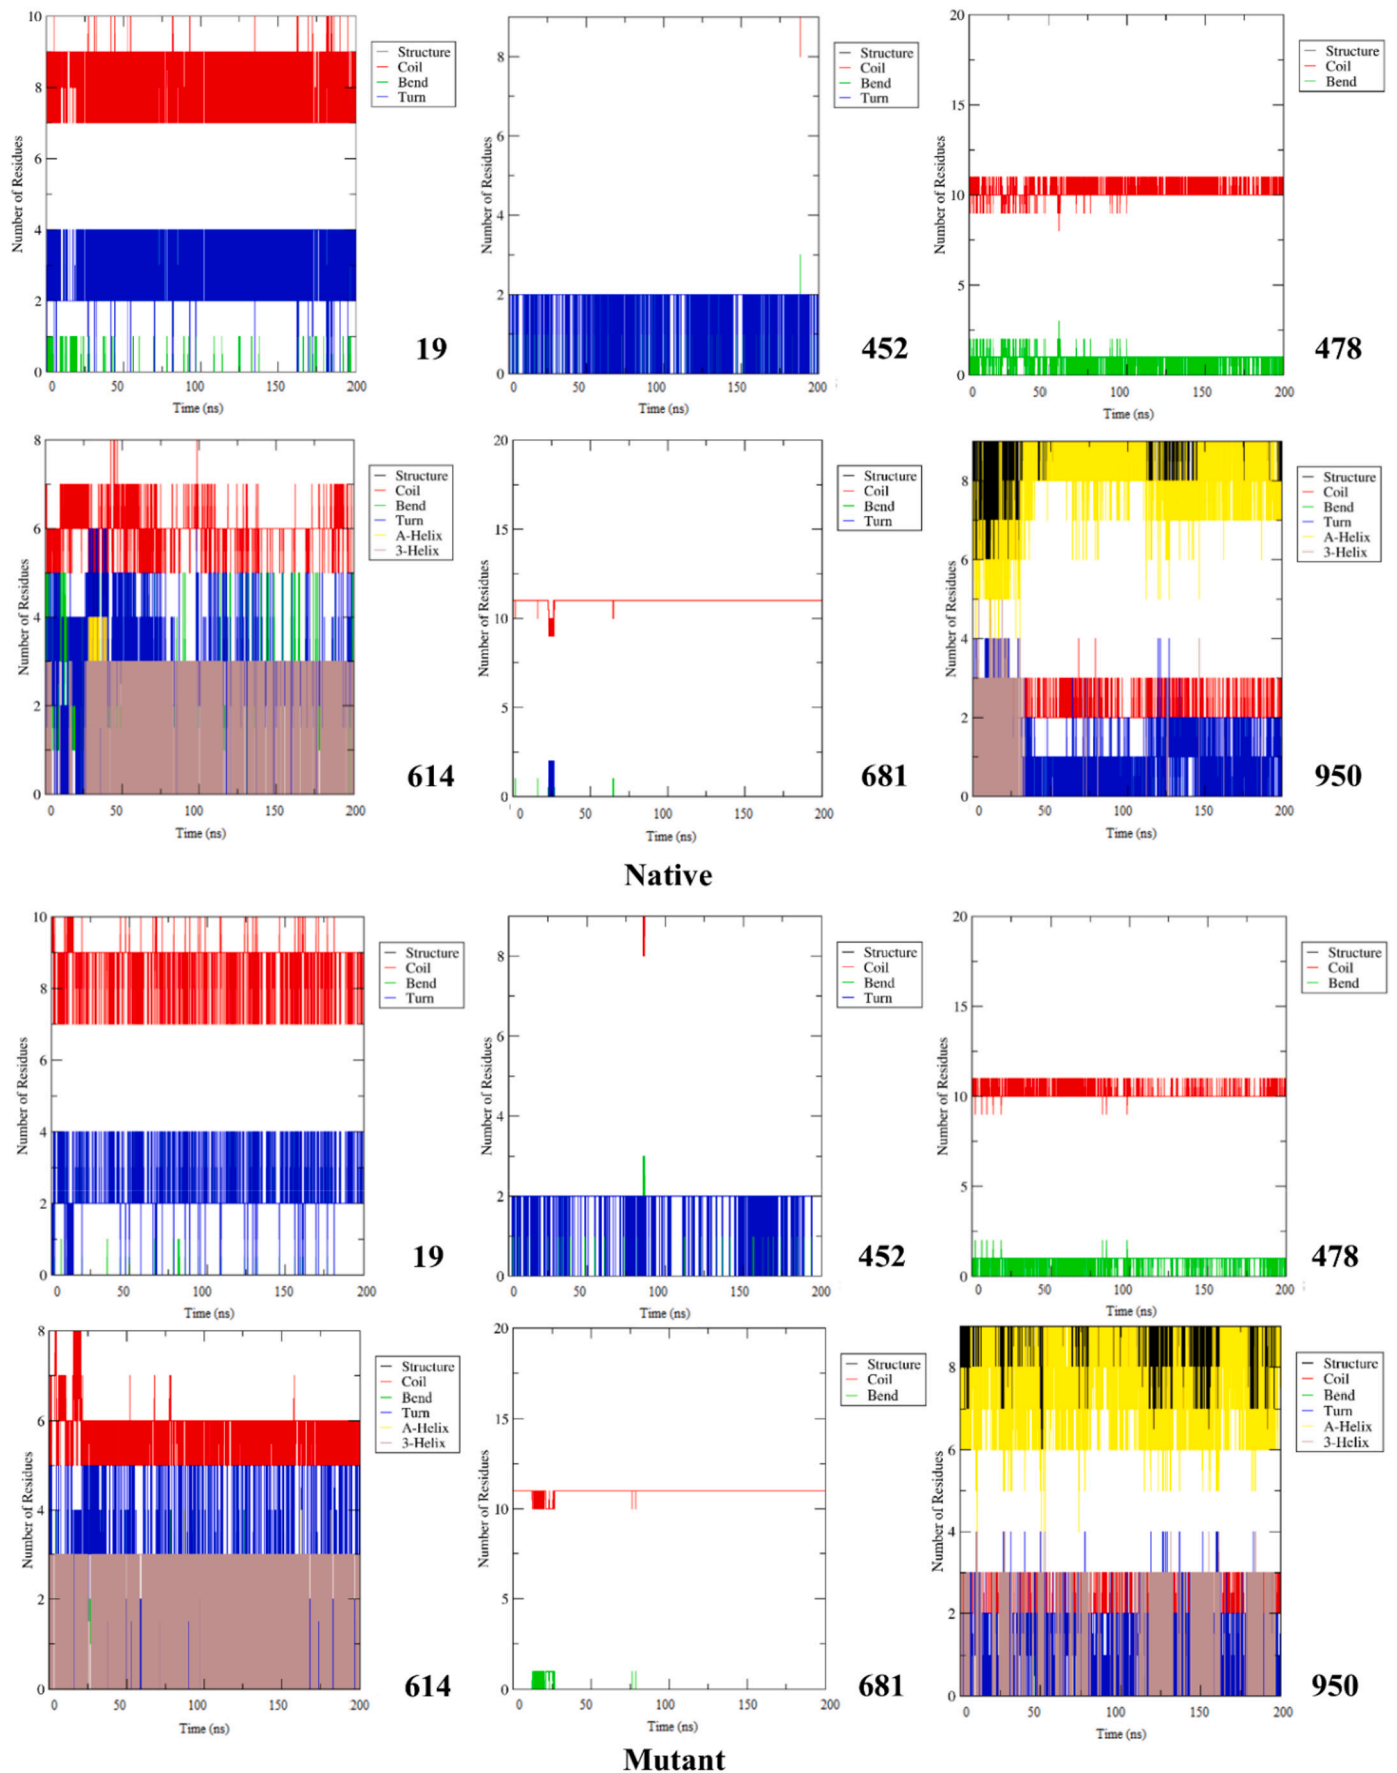 10
8
6
4
2
0
Number of Residues
0 50 100 150 200
Time (ns)
Structure
Coil
Bend
Turn
19
8
6
4
2
0
Number of Residues
0 50 100 150 200
Time (ns)
Structure
Coil
Bend
Turn
452
20
15
10
5
0
Number of Residues
0 50 100 150 200
Time (ns)
Structure
Coil
Bend
478
8
6
4
2
0
Number of Residues
0 50 100 150 200
Time (ns)
Structure
Coil
Bend
Turn
A-Helix
3-Helix
614
20
15
10
5
0
Number of Residues
0 50 100 150 200
Time (ns)
Structure
Coil
Bend
Turn
681
8
6
4
2
0
Number of Residues
0 50 100 150 200
Time (ns)
Structure
Coil
Bend
Turn
A-Helix
3-Helix
950
Native
10
8
6
4
2
0
Number of Residues
0 50 100 150 200
Time (ns)
Structure
Coil
Bend
Turn
19
8
6
4
2
0
Number of Residues
0 50 100 150 200
Time (ns)
Structure
Coil
Bend
Turn
452
20
15
10
5
0
Number of Residues
0 50 100 150 200
Time (ns)
Structure
Coil
Bend
478
8
6
4
2
0
Number of Residues
0 50 100 150 200
Time (ns)
Structure
Coil
Bend
Turn
A-Helix
3-Helix
614
20
15
10
5
0
Number of Residues
0 50 100 150 200
Time (ns)
Structure
Coil
Bend
681
8
6
4
2
0
Number of Residues
0 50 100 150 200
Time (ns)
Structure
Coil
Bend
Turn
A-Helix
3-Helix
950
Mutant